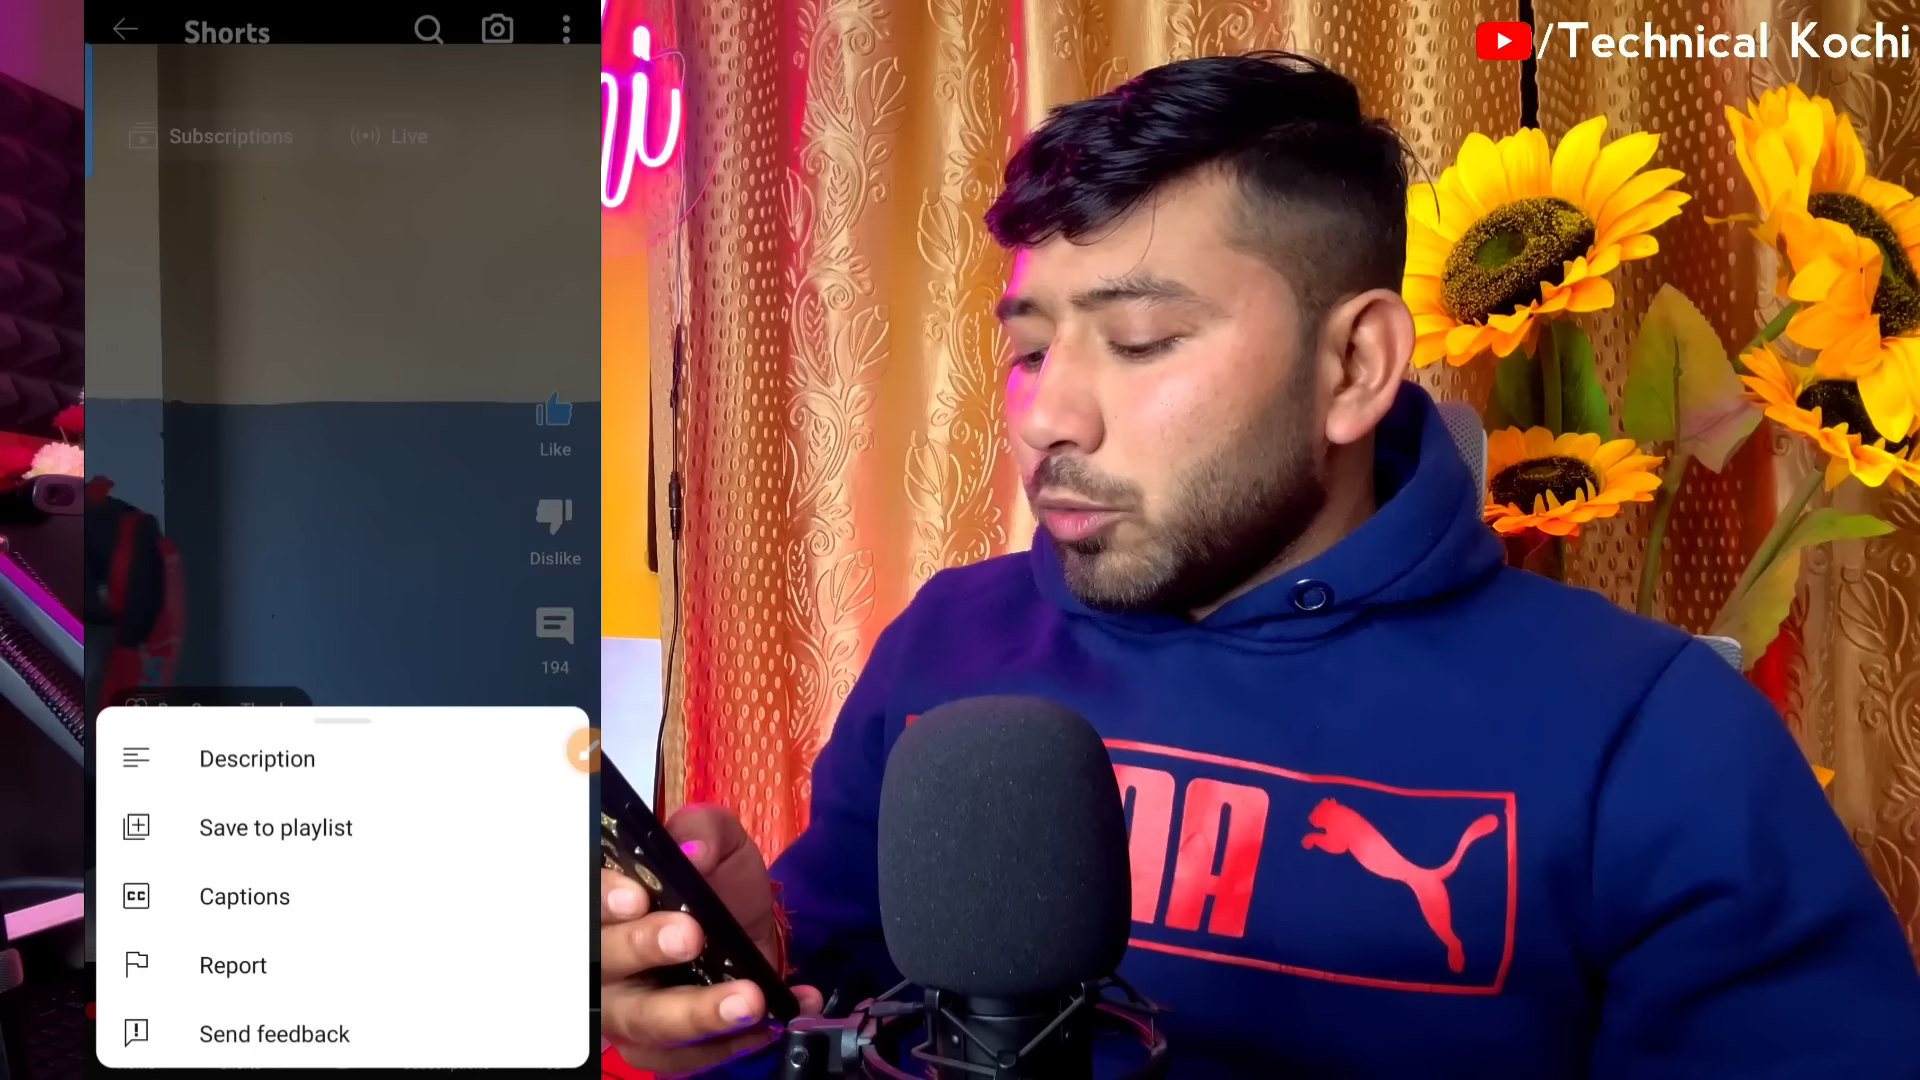 Shorts
/Technical Kochi
Subscriptions
Live
Like
Dislike
194
Description
Save to playlist
Captions
Report
Send feedback